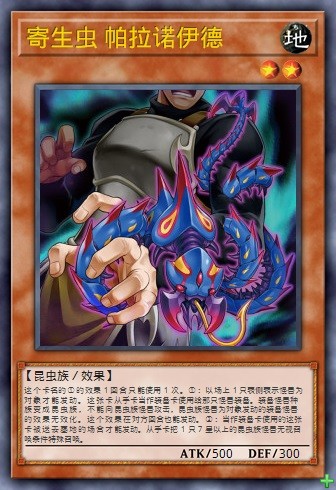 寄生虫 帕拉诺伊德
地
【昆虫族／效果】
这个卡名的①的效果1回合只能使用1次。①：以场上1只表侧表示怪兽为
对象才能发动。这张卡从手卡当作装备卡使用给那只怪兽装备。装备怪兽种
族变成昆虫族，不能向昆虫族怪兽攻击，昆虫族怪兽为对象发动的装备怪兽
的效果无效化。这个效果在对方回合也能发动。②：当作装备卡使用的这张
卡被送去墓地的场合才能发动。从手卡把1只7星以上的昆虫族怪兽无视召
唤条件特殊召唤。
ATK/500 DEF/300